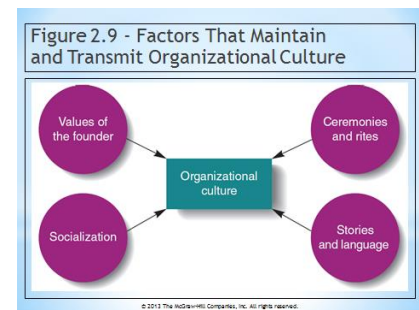 Figure 2.9 - Factors That Maintain
and Transmit Organizational Culture
Values of
the founder
Ceremonies
and rites
Organizational
culture
Socialization
Stories
and language
© 2013 The McGraw-Hill Companies, Inc. All rights reserved.